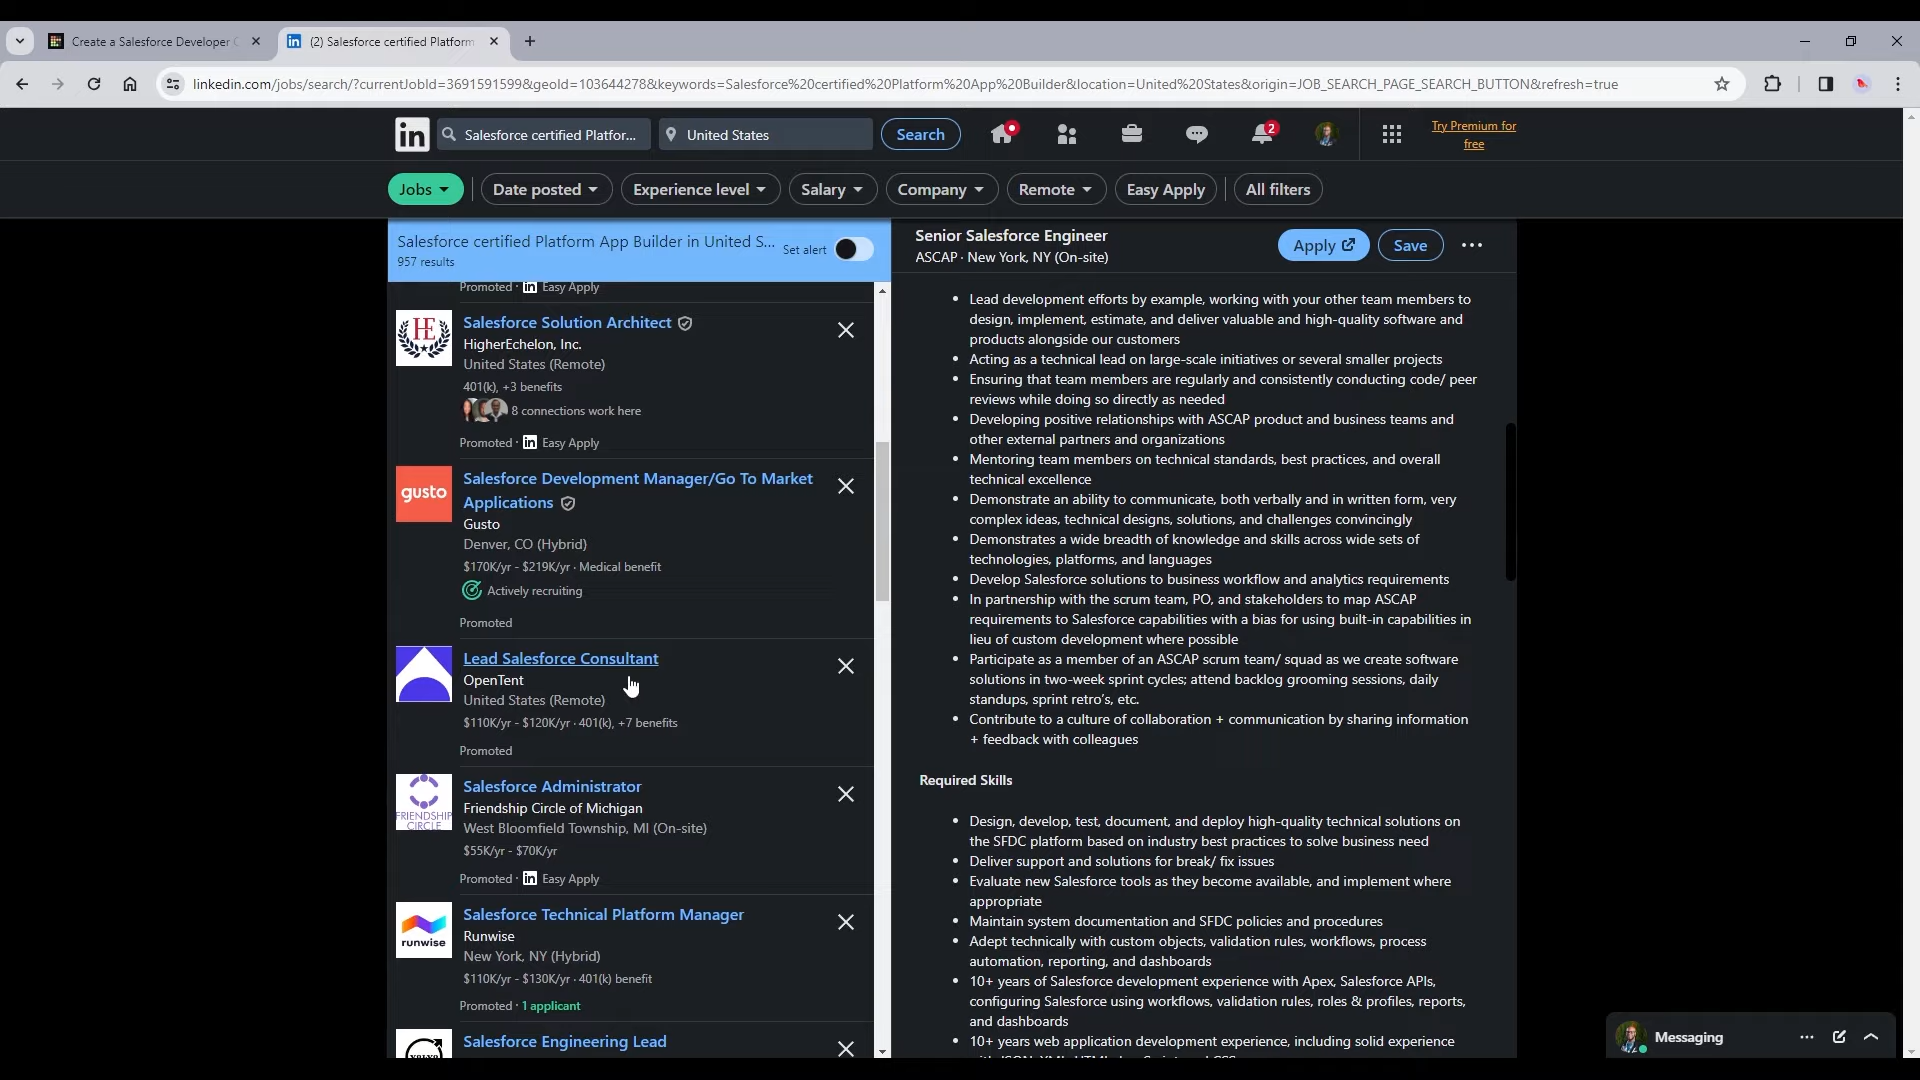 Create a Salesforce Developer
(2) Salesforce certified Platform
linkedin.com/jobs/search/?currentJobId=3691591599&geoId=103644278&keywords=Salesforce%20certified%20Platform%20App%20Builder&location=United%20States&origin=JOB_SEARCH_PAGE_SEARCH_BUTTON&refresh=true
in
Salesforce certified Platfor...
United States
Search
2
Try Premium for
free
Jobs
Date posted
Experience level
Salary
Company
Remote
Easy Apply
All filters
Salesforce certified Platform App Builder in United S...
957 results
Set alert
Promoted · in Easy Apply
HE
Salesforce Solution Architect
HigherEchelon, Inc.
United States (Remote)
401(k), +3 benefits
8 connections work here
Promoted · in Easy Apply
gusto
Salesforce Development Manager/Go To Market
Applications
Gusto
Denver, CO (Hybrid)
$170K/yr - $219K/yr · Medical benefit
Actively recruiting
Promoted
Lead Salesforce Consultant
OpenTent
United States (Remote)
$110K/yr - $120K/yr · 401(k), +7 benefits
Promoted
FRIENDSHIP
CIRCLE
Salesforce Administrator
Friendship Circle of Michigan
West Bloomfield Township, MI (On-site)
$55K/yr - $70K/yr
Promoted · in Easy Apply
runwise
Salesforce Technical Platform Manager
Runwise
New York, NY (Hybrid)
$110K/yr - $130K/yr · 401(k) benefit
Promoted · 1 applicant
Salesforce Engineering Lead
Senior Salesforce Engineer
ASCAP · New York, NY (On-site)
Apply
Save
• Lead development efforts by example, working with your other team members to
design, implement, estimate, and deliver valuable and high-quality software and
products alongside our customers
• Acting as a technical lead on large-scale initiatives or several smaller projects
• Ensuring that team members are regularly and consistently conducting code/ peer
reviews while doing so directly as needed
• Developing positive relationships with ASCAP product and business teams and
other external partners and organizations
• Mentoring team members on technical standards, best practices, and overall
technical excellence
• Demonstrate an ability to communicate, both verbally and in written form, very
complex ideas, technical designs, solutions, and challenges convincingly
• Demonstrates a wide breadth of knowledge and skills across wide sets of
technologies, platforms, and languages
• Develop Salesforce solutions to business workflow and analytics requirements
• In partnership with the scrum team, PO, and stakeholders to map ASCAP
requirements to Salesforce capabilities with a bias for using built-in capabilities in
lieu of custom development where possible
• Participate as a member of an ASCAP scrum team/ squad as we create software
solutions in two-week sprint cycles; attend backlog grooming sessions, daily
standups, sprint retro's, etc.
• Contribute to a culture of collaboration + communication by sharing information
+ feedback with colleagues
Required Skills
• Design, develop, test, document, and deploy high-quality technical solutions on
the SFDC platform based on industry best practices to solve business need
• Deliver support and solutions for break/ fix issues
• Evaluate new Salesforce tools as they become available, and implement where
appropriate
• Maintain system documentation and SFDC policies and procedures
• Adept technically with custom objects, validation rules, workflows, process
automation, reporting, and dashboards
• 10+ years of Salesforce development experience with Apex, Salesforce APIs,
configuring Salesforce using workflows, validation rules, roles & profiles, reports,
and dashboards
• 10+ years web application development experience, including solid experience
Messaging